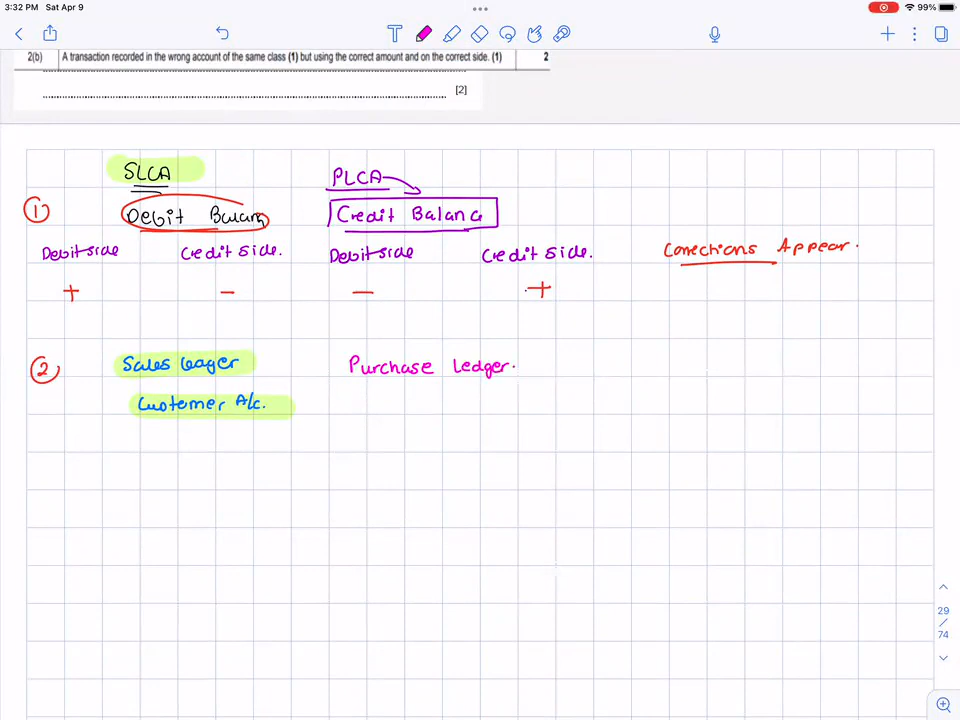 3:32 PM Sat Apr 9
99%
2(b) A transaction recorded in the wrong account of the same class (1) but using the correct amount and on the correct side. (1) 2
[2]
SLCA PLCA
1 Debit Balanc Credit Balance
Debit side Credit side. Debit side Credit side. Corrections Appear.
+ − − +
2 Sales Leager Purchase Ledger.
Customer A/c.
29
/
74